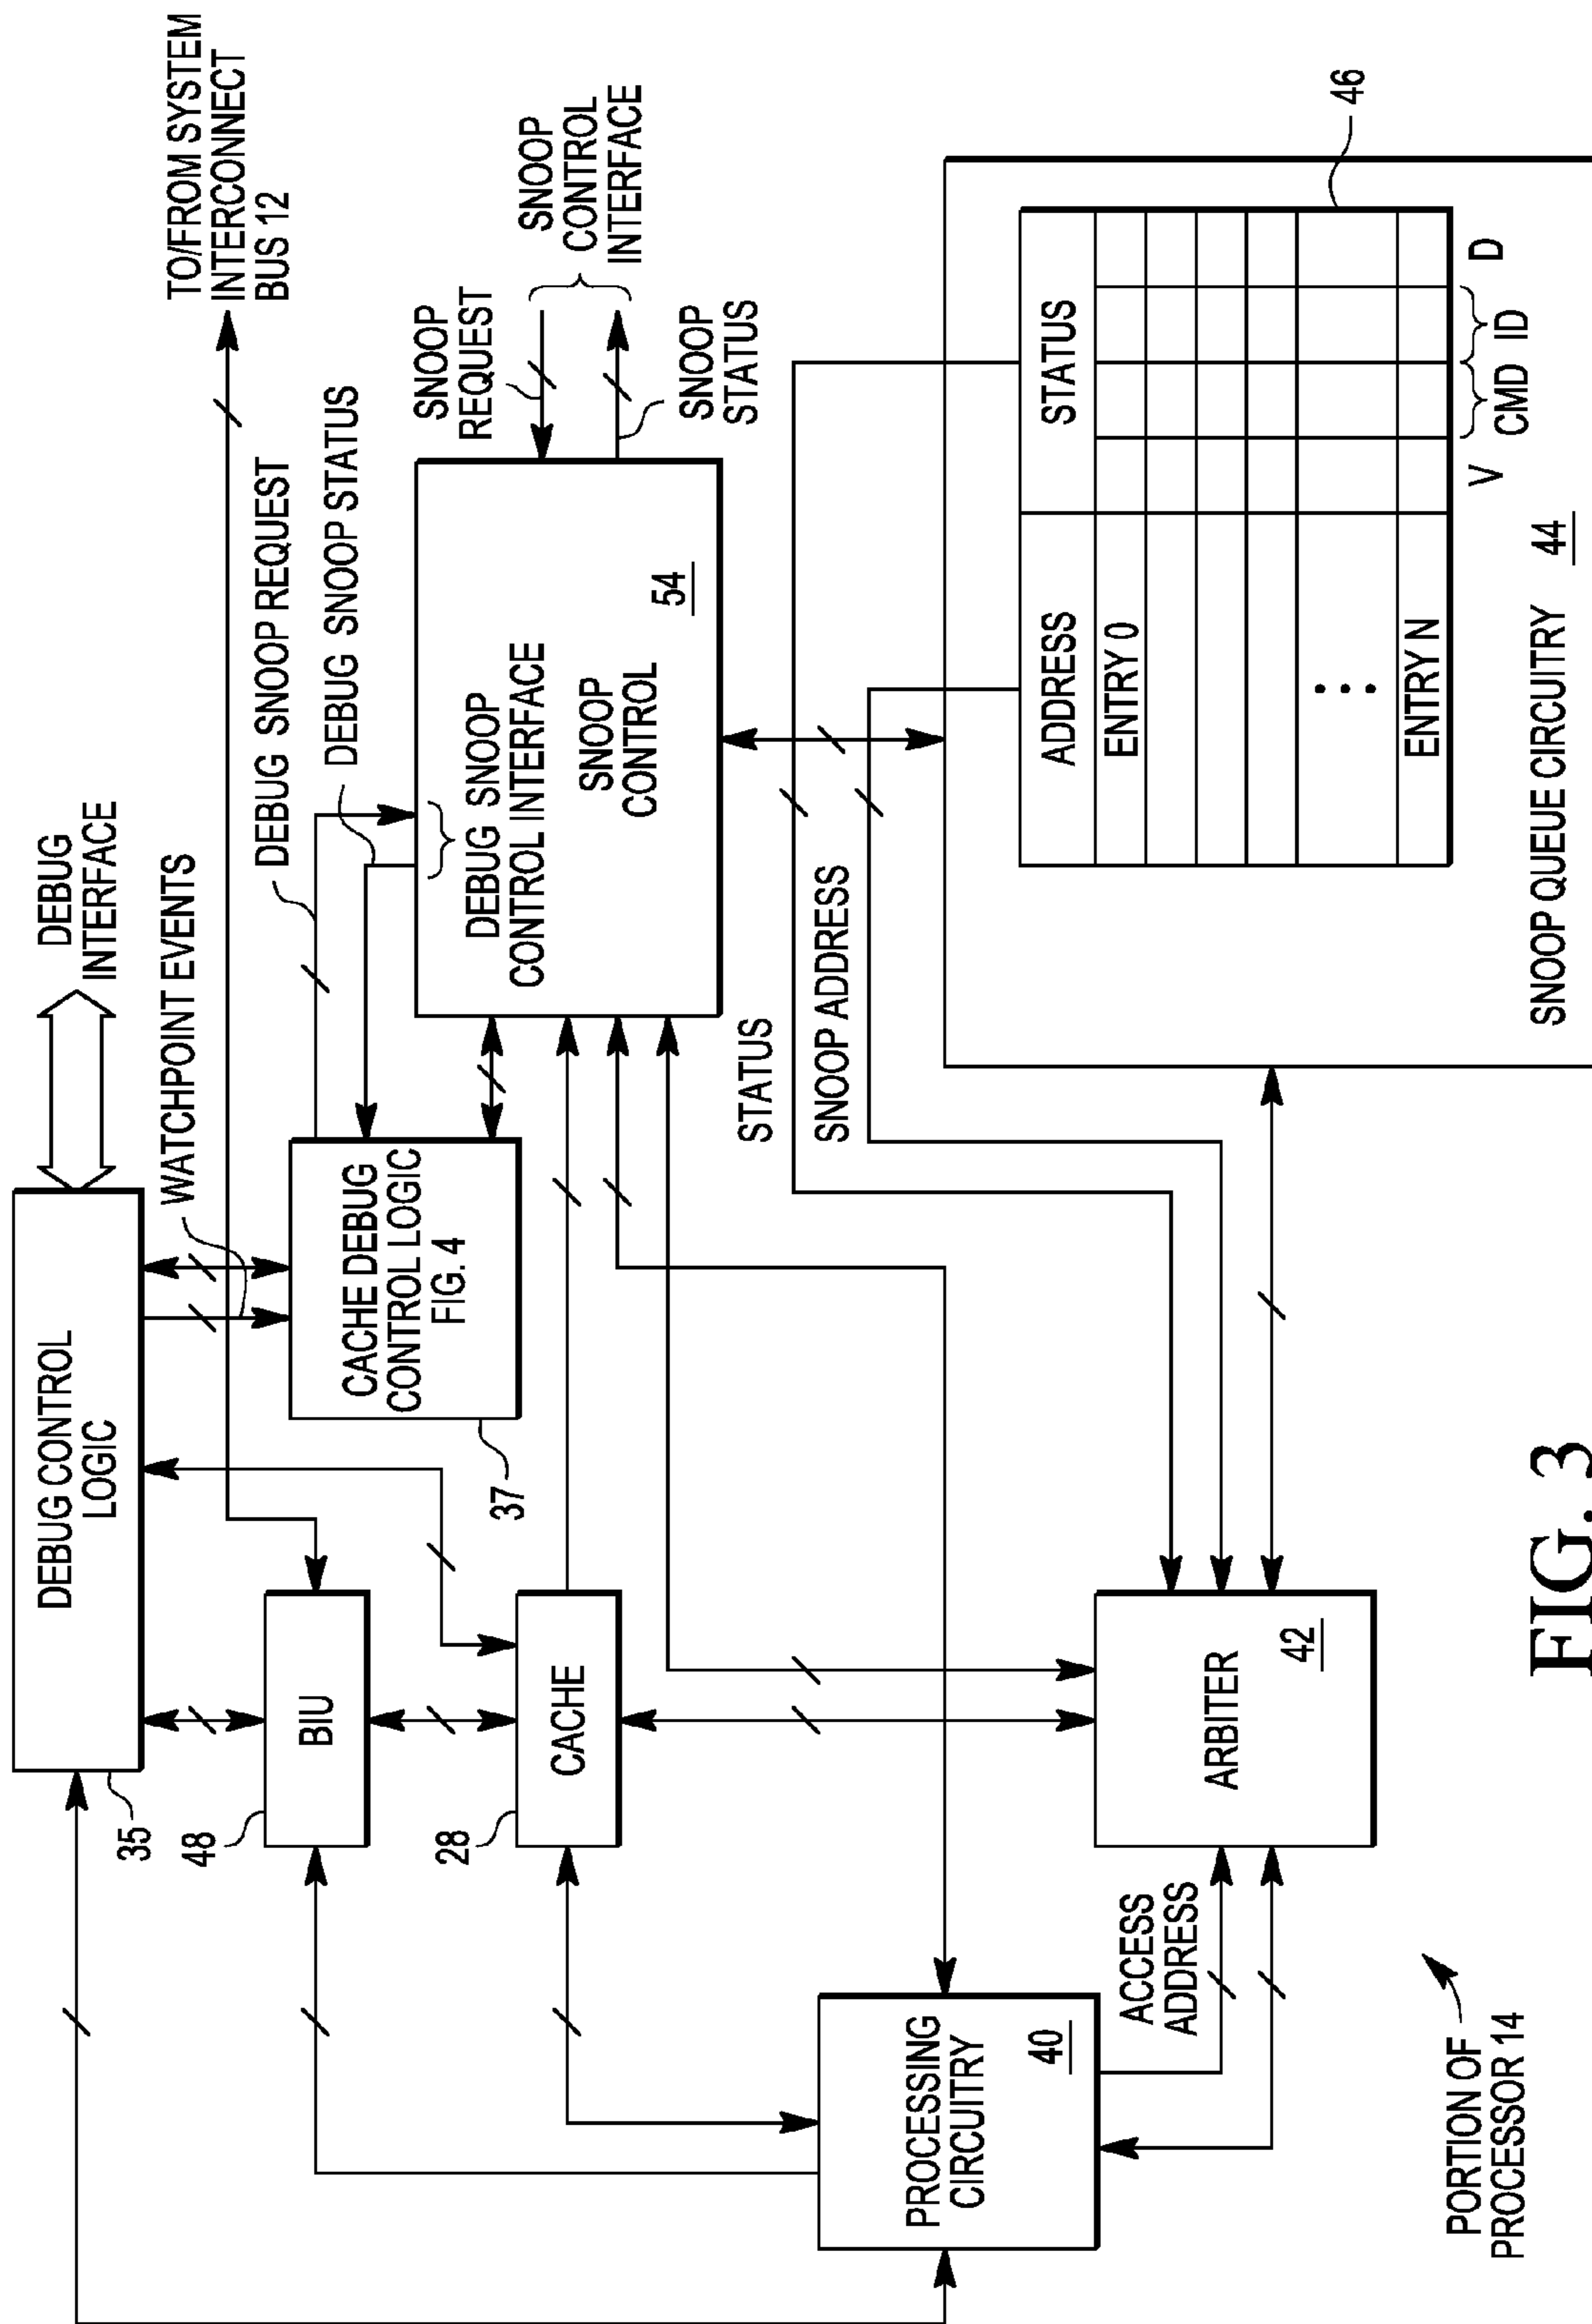 DEBUG
INTERFACE
DEBUG CONTROL
LOGIC
35
WATCHPOINT EVENTS
TO/FROM SYSTEM
INTERCONNECT
BUS 12
BIU
48
CACHE DEBUG
CONTROL LOGIC
FIG. 4
37
DEBUG SNOOP REQUEST
DEBUG SNOOP STATUS
SNOOP
REQUEST
SNOOP
CONTROL
INTERFACE
SNOOP
STATUS
DEBUG SNOOP
CONTROL INTERFACE
SNOOP
CONTROL
54
CACHE
28
STATUS
SNOOP ADDRESS
PROCESSING
CIRCUITRY
40
ACCESS
ADDRESS
ARBITER
42
ADDRESS
STATUS
ENTRY 0
ENTRY N
46
V
CMD
ID
D
SNOOP QUEUE CIRCUITRY
44
PORTION OF
PROCESSOR 14
FIG. 3